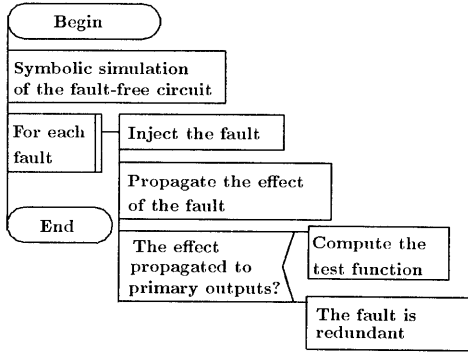 Begin
Symbolic simulation
of the fault-free circuit
For each
fault
Inject the fault
Propagate the effect
of the fault
End
The effect
propagated to
primary outputs?
Compute the
test function
The fault is
redundant